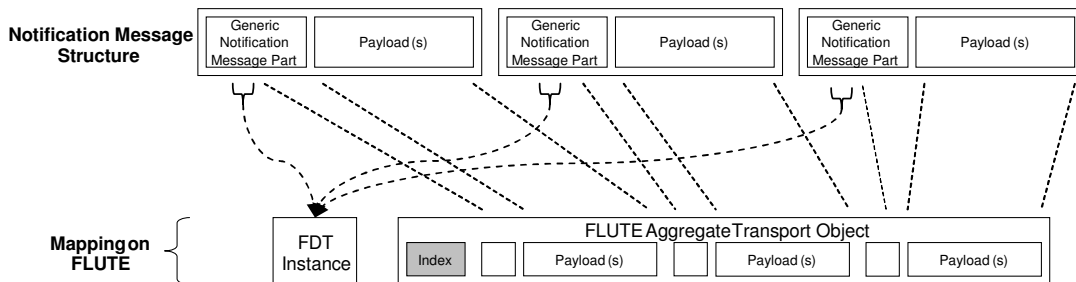 Notification Message
Structure
Generic
Notification
Message Part
Payload (s)
Generic
Notification
Message Part
Payload (s)
Generic
Notification
Message Part
Payload (s)
Mapping on
FLUTE
FDT
Instance
FLUTE Aggregate Transport Object
Index
Payload (s)
Payload (s)
Payload (s)